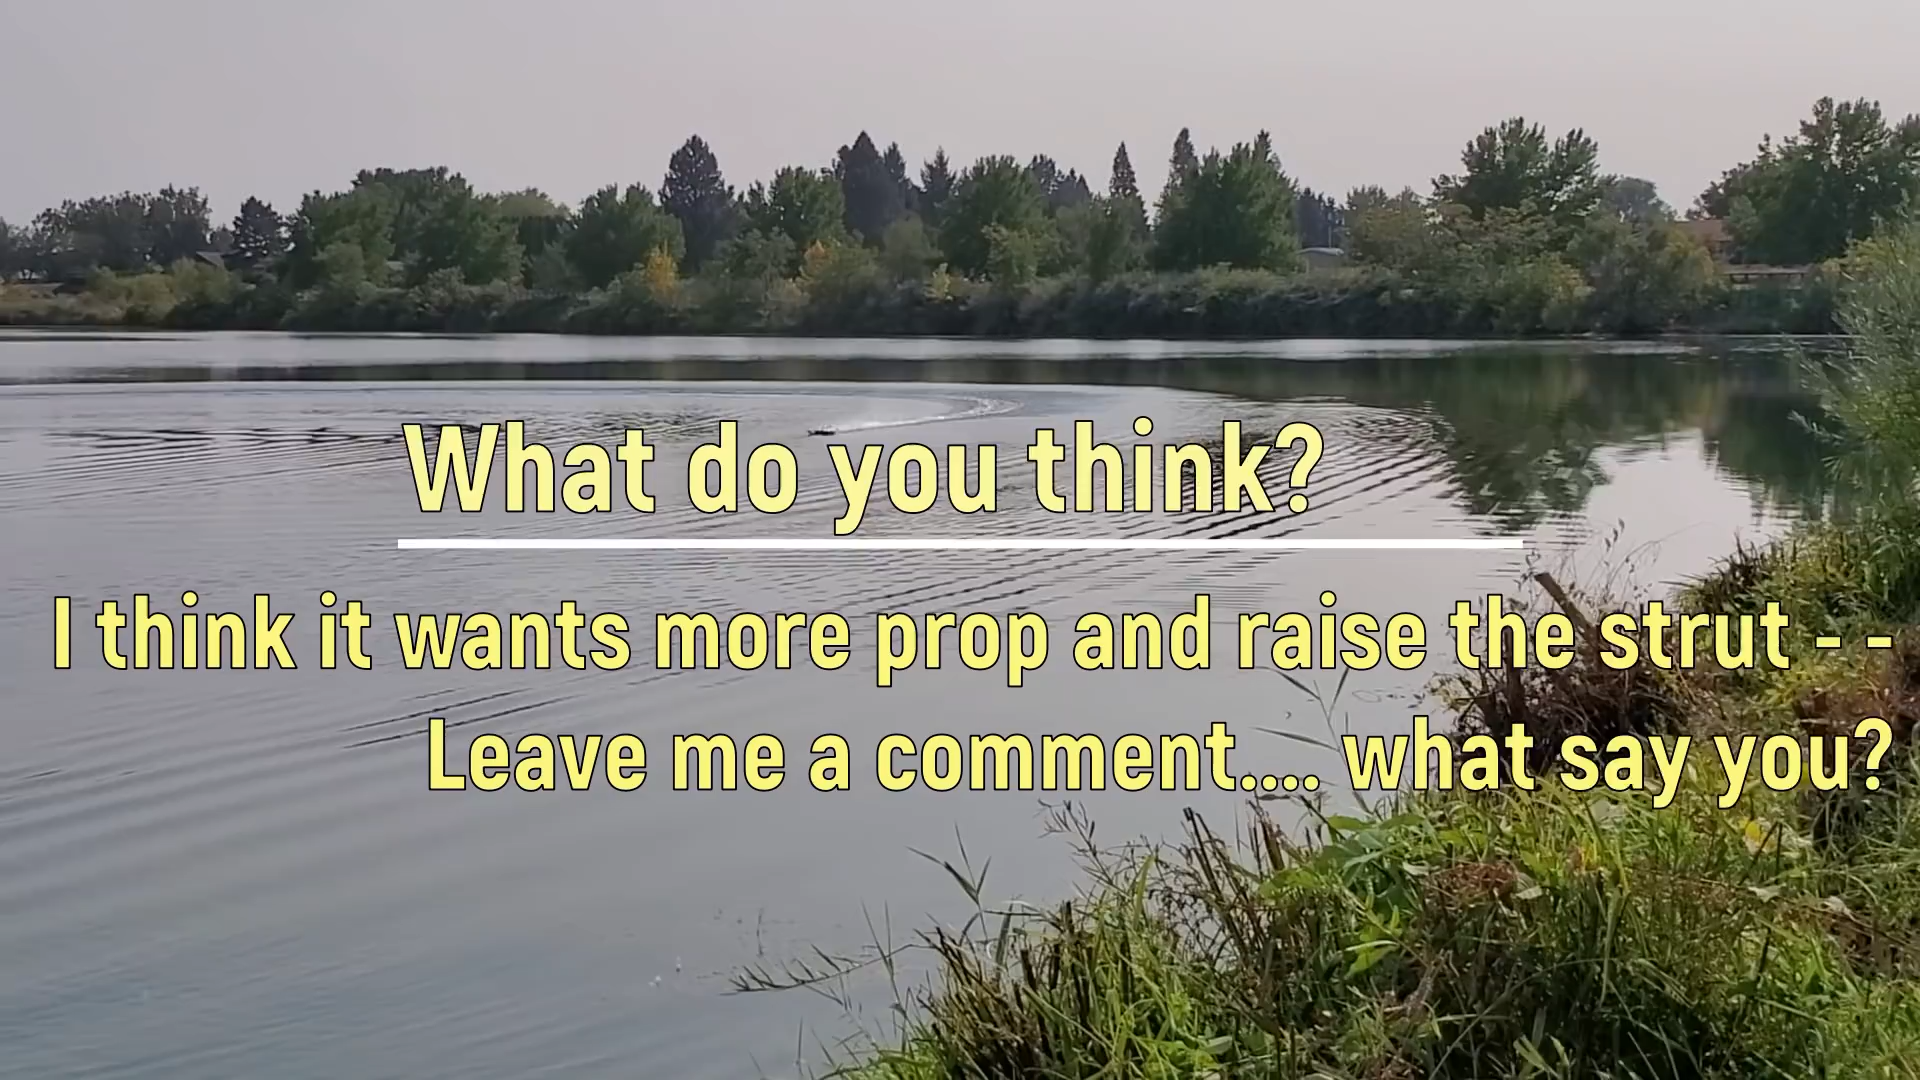 What do you think?
I think it wants more prop and raise the strut - -
Leave me a comment.... what say you?